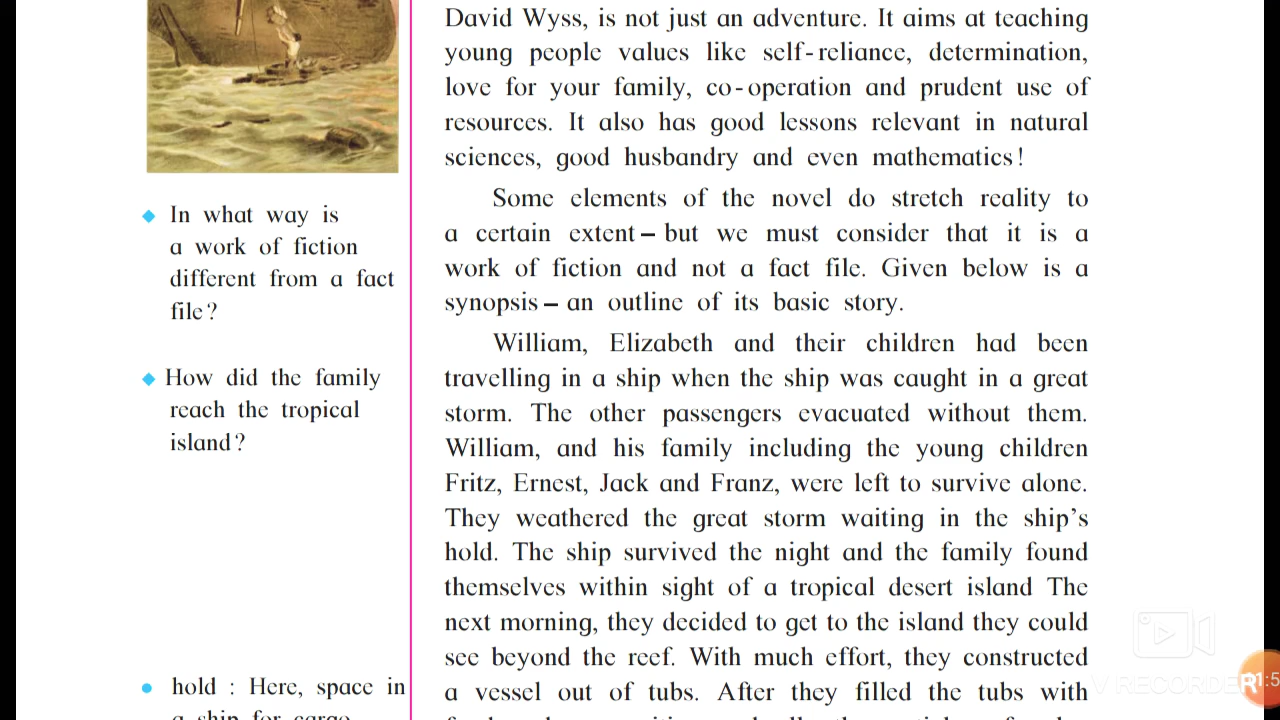 David Wyss, is not just an adventure. It aims at teaching
young people values like self-reliance, determination,
love for your family, co-operation and prudent use of
resources. It also has good lessons relevant in natural
sciences, good husbandry and even mathematics!
Some elements of the novel do stretch reality to
a certain extent – but we must consider that it is a
work of fiction and not a fact file. Given below is a
synopsis – an outline of its basic story.
William, Elizabeth and their children had been
travelling in a ship when the ship was caught in a great
storm. The other passengers evacuated without them.
William, and his family including the young children
Fritz, Ernest, Jack and Franz, were left to survive alone.
They weathered the great storm waiting in the ship's
hold. The ship survived the night and the family found
themselves within sight of a tropical desert island The
next morning, they decided to get to the island they could
see beyond the reef. With much effort, they constructed
a vessel out of tubs. After they filled the tubs with
◆ In what way is
a work of fiction
different from a fact
file?
◆ How did the family
reach the tropical
island?
● hold : Here, space in
a ship for cargo
V RECORDER